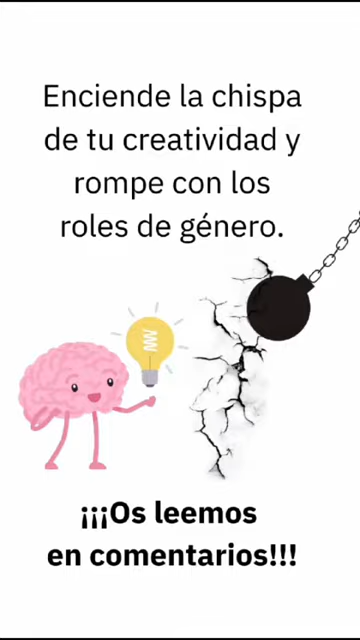 Enciende la chispa
de tu creatividad y
rompe con los
roles de género.
¡¡¡Os leemos
en comentarios!!!